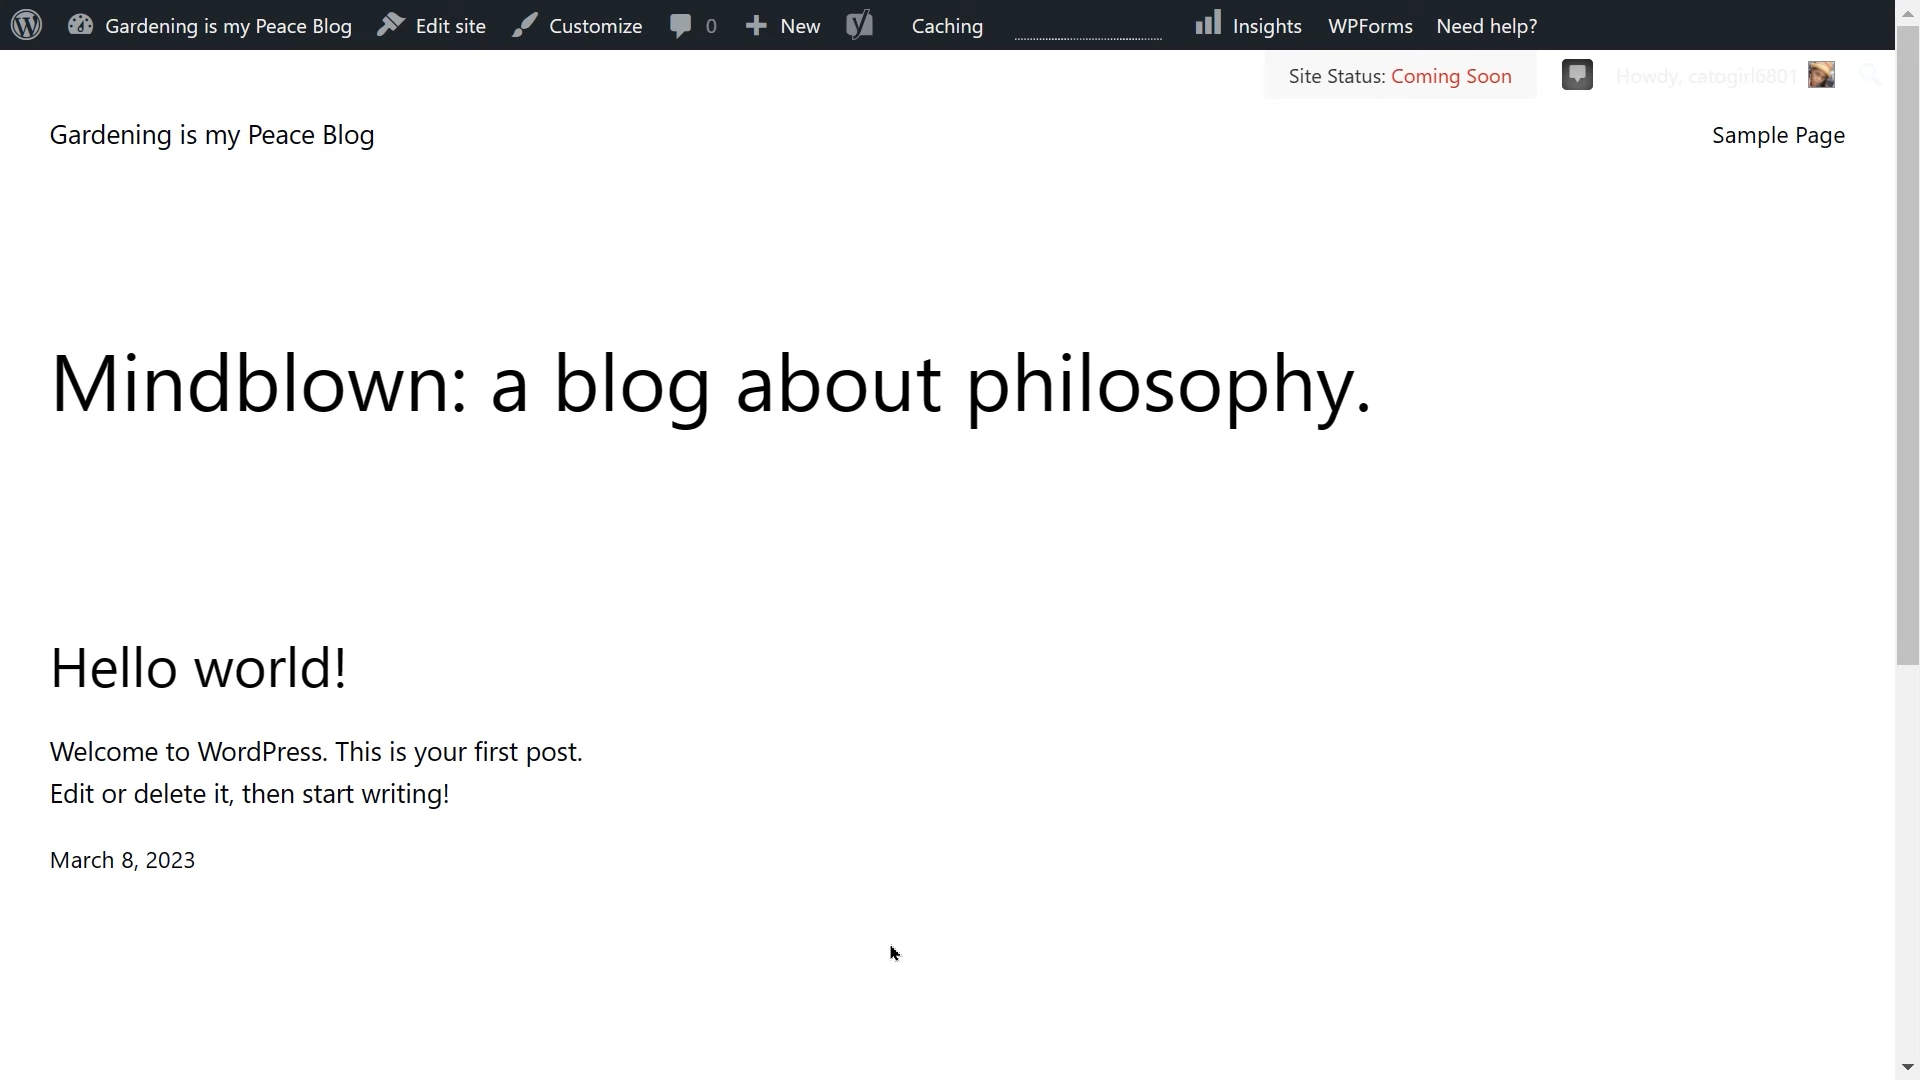 Gardening is my Peace Blog Edit site Customize 0 New Caching Insights WPForms Need help?
Site Status: Coming Soon Howdy, catogirl6801
Gardening is my Peace Blog Sample Page
Mindblown: a blog about philosophy.
Hello world!
Welcome to WordPress. This is your first post.
Edit or delete it, then start writing!
March 8, 2023